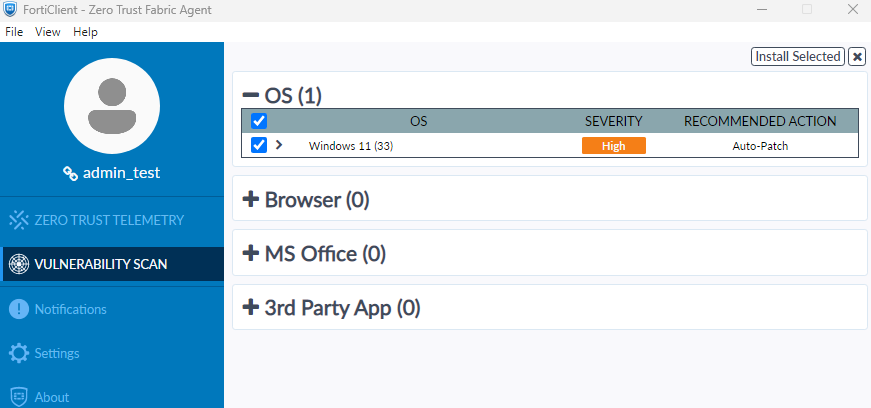 FortiClient - Zero Trust Fabric Agent
File View Help
admin_test
ZERO TRUST TELEMETRY
VULNERABILITY SCAN
Notifications
Settings
About
Install Selected
OS (1)
OS SEVERITY RECOMMENDED ACTION
Windows 11 (33) High Auto-Patch
Browser (0)
MS Office (0)
3rd Party App (0)